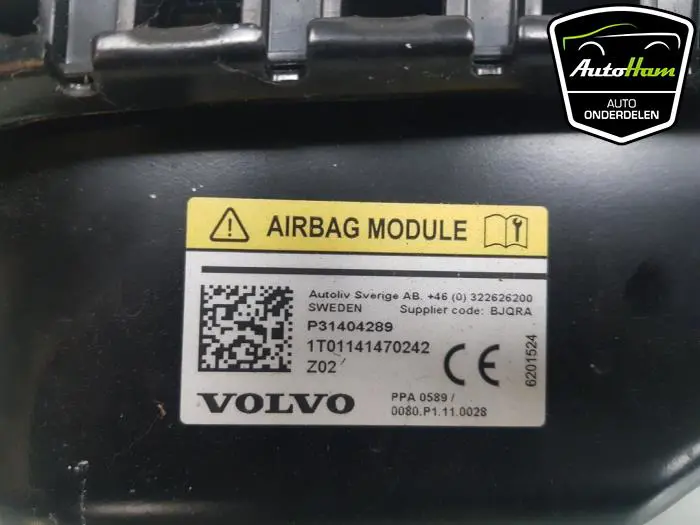 AutoHam
AUTO
ONDERDELEN
AIRBAG MODULE
Autoliv Sverige AB. +46 (0) 322626200
SWEDEN Supplier code: BJQRA
P31404289
1T01141470242
Z02
CE
6201524
VOLVO
PPA 0589 /
0080.P1.11.0028